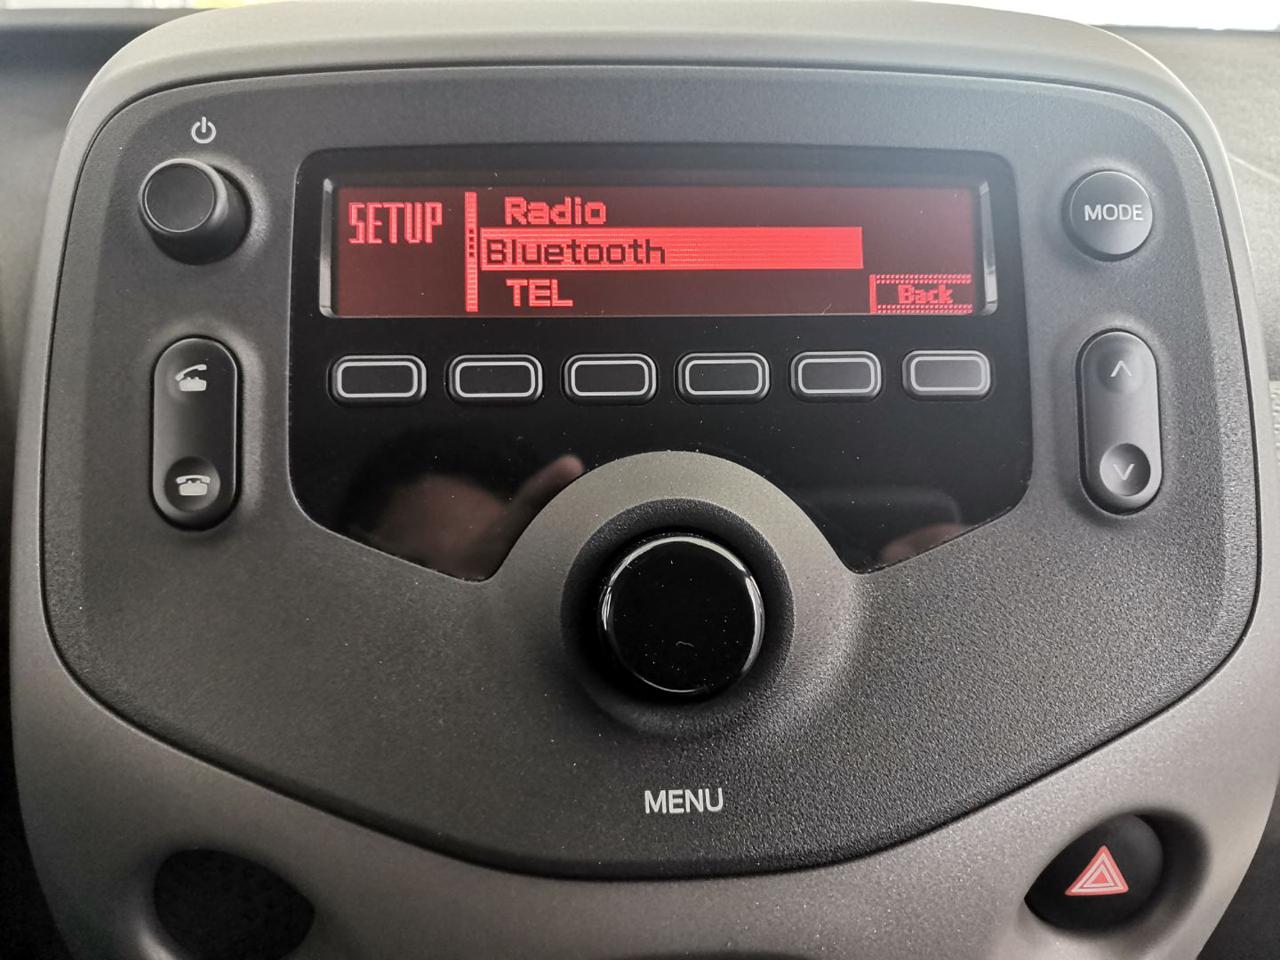 SETUP
Radio
Bluetooth
TEL
Back
MODE
MENU